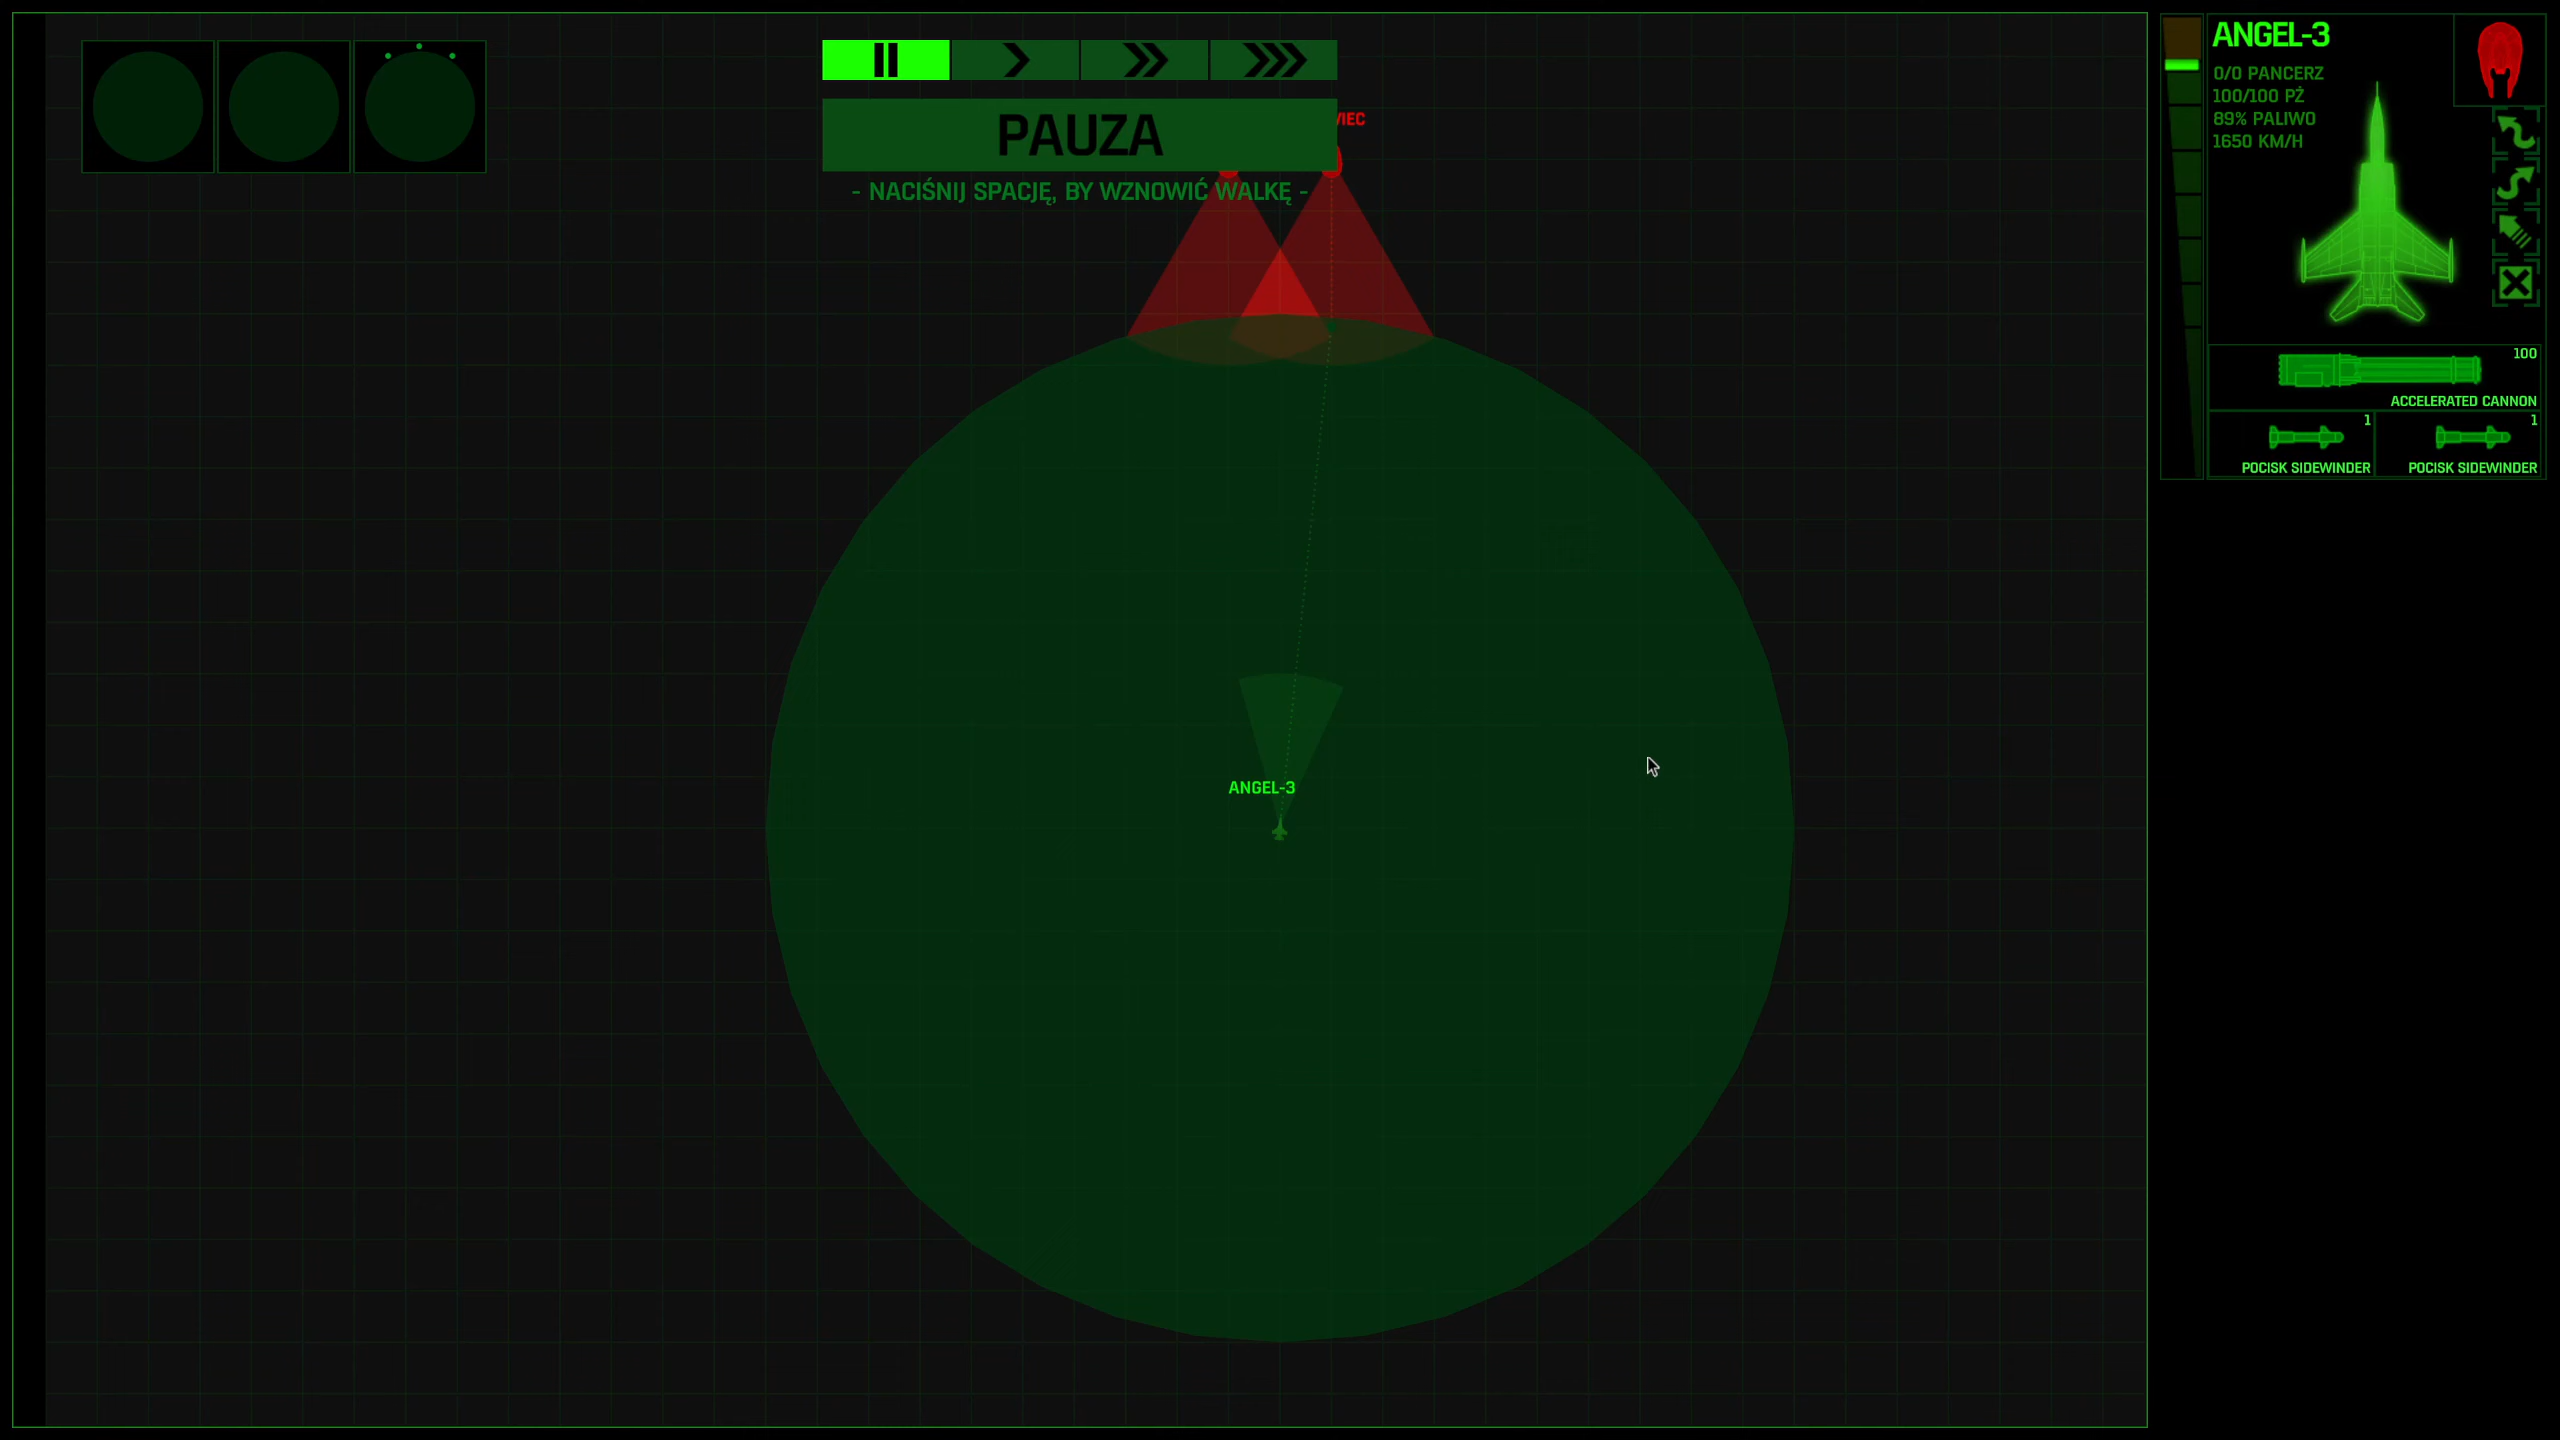 PAUZA
- NACIŚNIJ SPACJĘ, BY WZNOWIĆ WALKĘ -
ANGEL-3
ANGEL-3
0/0 PANCERZ
100/100 PŻ
89% PALIWO
1650 KM/H
100
ACCELERATED CANNON
1
POCISK SIDEWINDER
1
POCISK SIDEWINDER